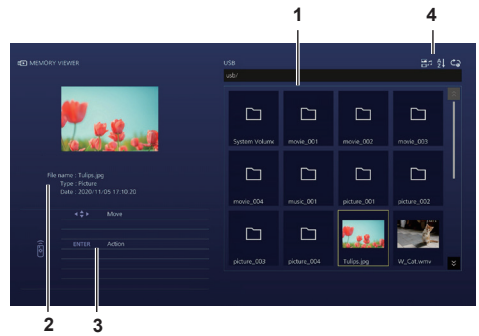 1
4
MEMORY VIEWER
USB
usb/
System Volume
movie_001
movie_002
movie_003
movie_004
music_001
picture_001
picture_002
picture_003
picture_004
Tulips.jpg
W_Cat.wmv
File name : Tulips.jpg
Type : Picture
Date : 2020/11/05 17:10:20
Move
ENTER Action
2
3